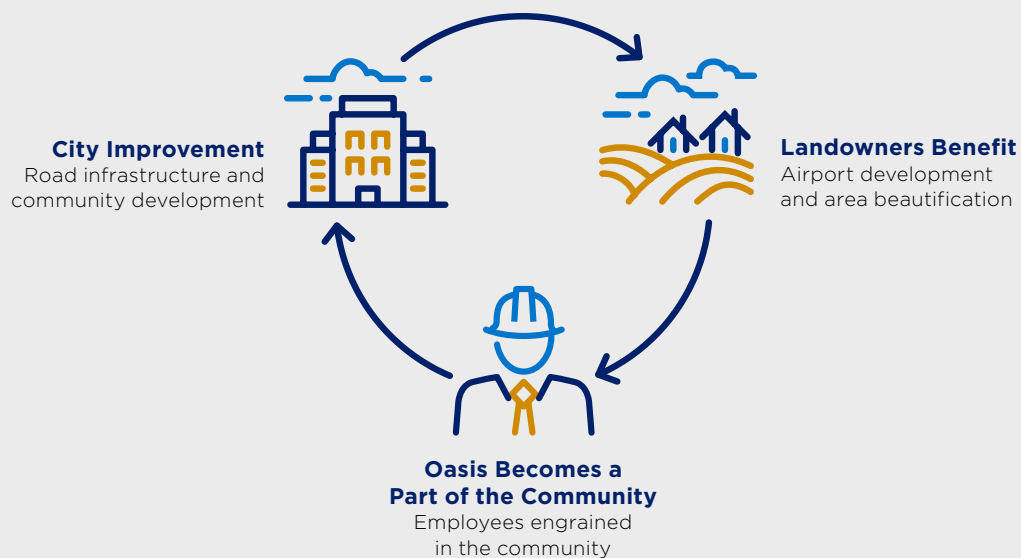 City Improvement
Road infrastructure and
community development
Landowners Benefit
Airport development
and area beautification
Oasis Becomes a
Part of the Community
Employees engrained
in the community